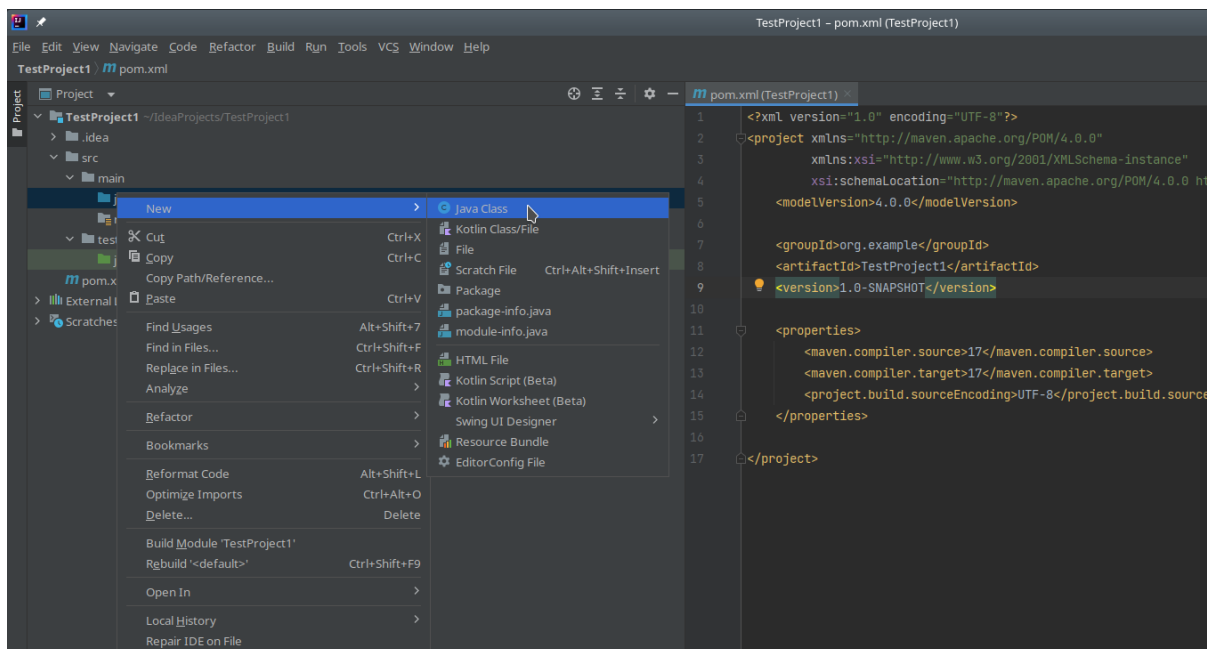 TestProject1 – pom.xml (TestProject1)
File Edit View Navigate Code Refactor Build Run Tools VCS Window Help
TestProject1 〉 m pom.xml
Project
Project
TestProject1 ~/IdeaProjects/TestProject1
.idea
src
main
j
test
j
m pom.x
External
Scratches
New
Cut Ctrl+X
Copy Ctrl+C
Copy Path/Reference...
Paste Ctrl+V
Find Usages Alt+Shift+7
Find in Files... Ctrl+Shift+F
Replace in Files... Ctrl+Shift+R
Analyze
Refactor
Bookmarks
Reformat Code Alt+Shift+L
Optimize Imports Ctrl+Alt+O
Delete... Delete
Build Module 'TestProject1'
Rebuild '<default>' Ctrl+Shift+F9
Open In
Local History
Repair IDE on File
Java Class
Kotlin Class/File
File
Scratch File Ctrl+Alt+Shift+Insert
Package
package-info.java
module-info.java
HTML File
Kotlin Script (Beta)
Kotlin Worksheet (Beta)
Swing UI Designer
Resource Bundle
EditorConfig File
m pom.xml (TestProject1)
1 <?xml version="1.0" encoding="UTF-8"?>
2 <project xmlns="http://maven.apache.org/POM/4.0.0"
3 xmlns:xsi="http://www.w3.org/2001/XMLSchema-instance"
4 xsi:schemaLocation="http://maven.apache.org/POM/4.0.0 ht
5 <modelVersion>4.0.0</modelVersion>
6
7 <groupId>org.example</groupId>
8 <artifactId>TestProject1</artifactId>
9 <version>1.0-SNAPSHOT</version>
10
11 <properties>
12 <maven.compiler.source>17</maven.compiler.source>
13 <maven.compiler.target>17</maven.compiler.target>
14 <project.build.sourceEncoding>UTF-8</project.build.source
15 </properties>
16
17 </project>